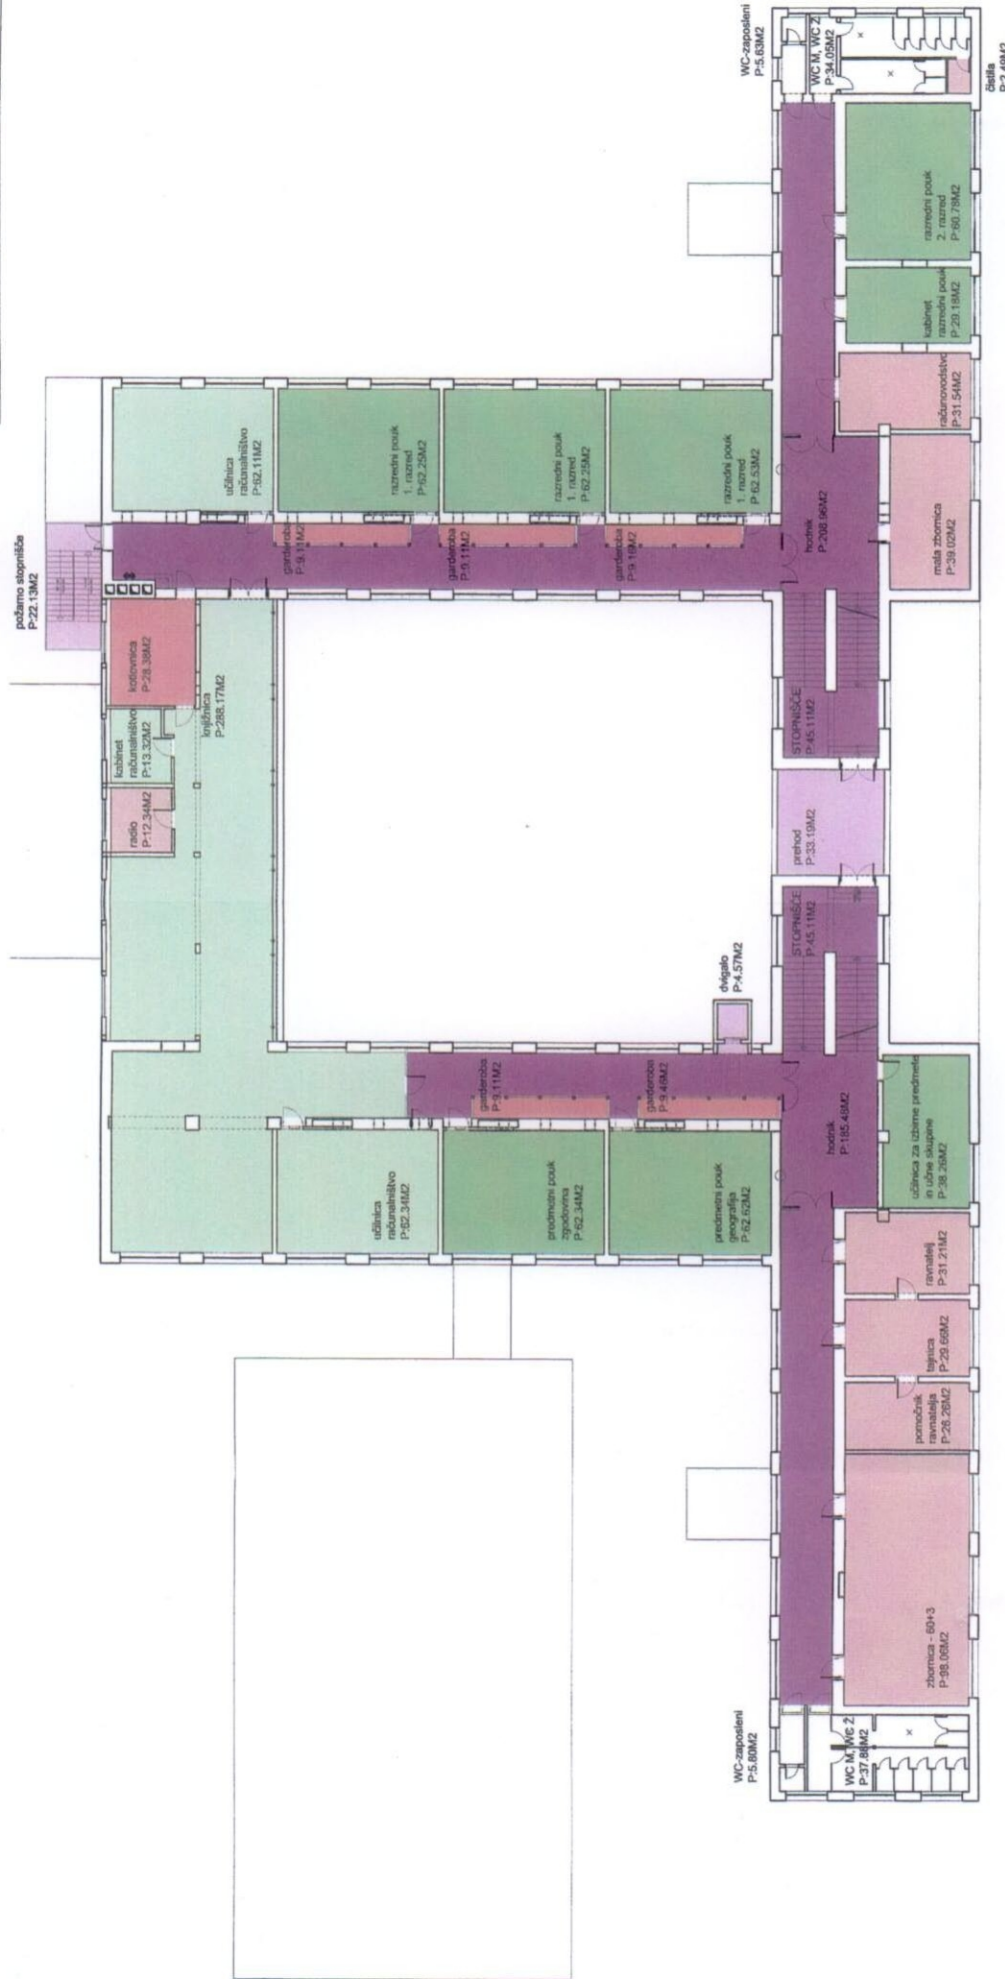 požarno stopnišče
P:22.13M2
WC-zaposleni
P:5.63M2
WC M, WC Ž
P:34.05M2
čistila
P:2.49M2
učilnica
računalništvo
P:62.11M2
razredni pouk
1. razred
P:62.25M2
razredni pouk
1. razred
P:62.25M2
razredni pouk
1. razred
P:62.53M2
garderoba
P:9.11M2
garderoba
P:9.11M2
garderoba
P:9.16M2
hodnik
P:208.96M2
razredni pouk
2. razred
P:60.78M2
kabinet
razredni pouk
P:29.18M2
računovodstvo
P:31.54M2
mala zbornica
P:39.02M2
kotlovnica
P:28.38M2
kabinet
računalništvo
P:13.32M2
radio
P:12.34M2
knjižnica
P:288.17M2
STOPNIŠČE
P:45.11M2
prehod
P:33.19M2
STOPNIŠČE
P:45.11M2
dvigalo
P:4.57M2
garderoba
P:9.11M2
garderoba
P:9.46M2
učilnica
računalništvo
P:62.34M2
predmetni pouk
zgodovina
P:62.34M2
predmetni pouk
geografija
P:62.62M2
hodnik
P:185.48M2
učilnica za izbirne predmete
in učne skupine
P:38.26M2
ravnatelj
P:31.21M2
tajnica
P:29.66M2
pomočnik
ravnatelja
P:26.26M2
zbornica - 60+3
P:98.06M2
WC-zaposleni
P:5.80M2
WC M, WC Ž
P:37.88M2